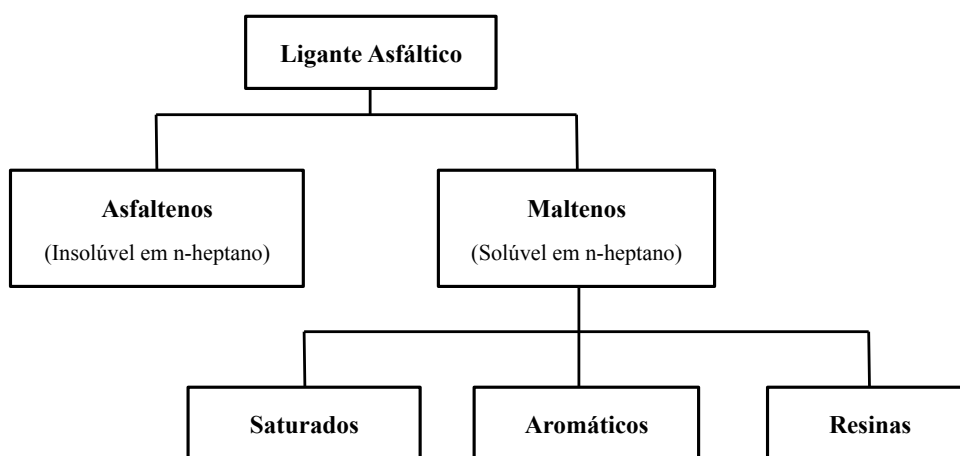 Ligante Asfáltico
Asfaltenos
(Insolúvel em n-heptano)
Maltenos
(Solúvel em n-heptano)
Saturados
Aromáticos
Resinas